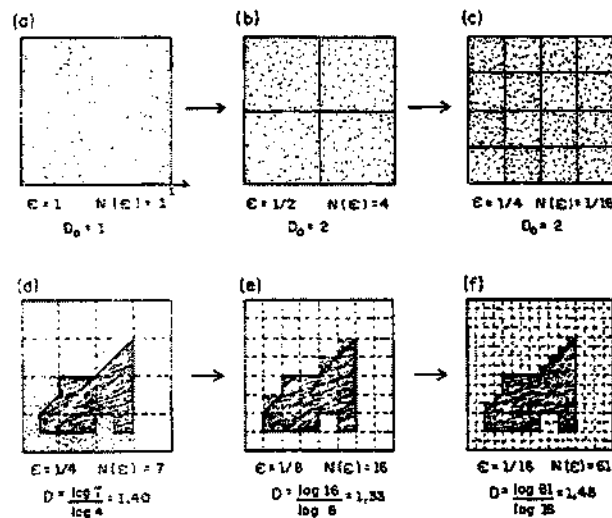 (a)
(b)
(c)
1
ε=1 N(ε)=1
ε=1/2 N(ε)=4
ε=1/4 N(ε)=1/16
D₀=1
D₀=2
D₀=2
(d)
(e)
(f)
ε=1/4 N(ε)=7
ε=1/8 N(ε)=16
ε=1/16 N(ε)=61
D=log 7/log 4=1,40
D=log 16/log 8=1,33
D=log 61/log 16=1,48